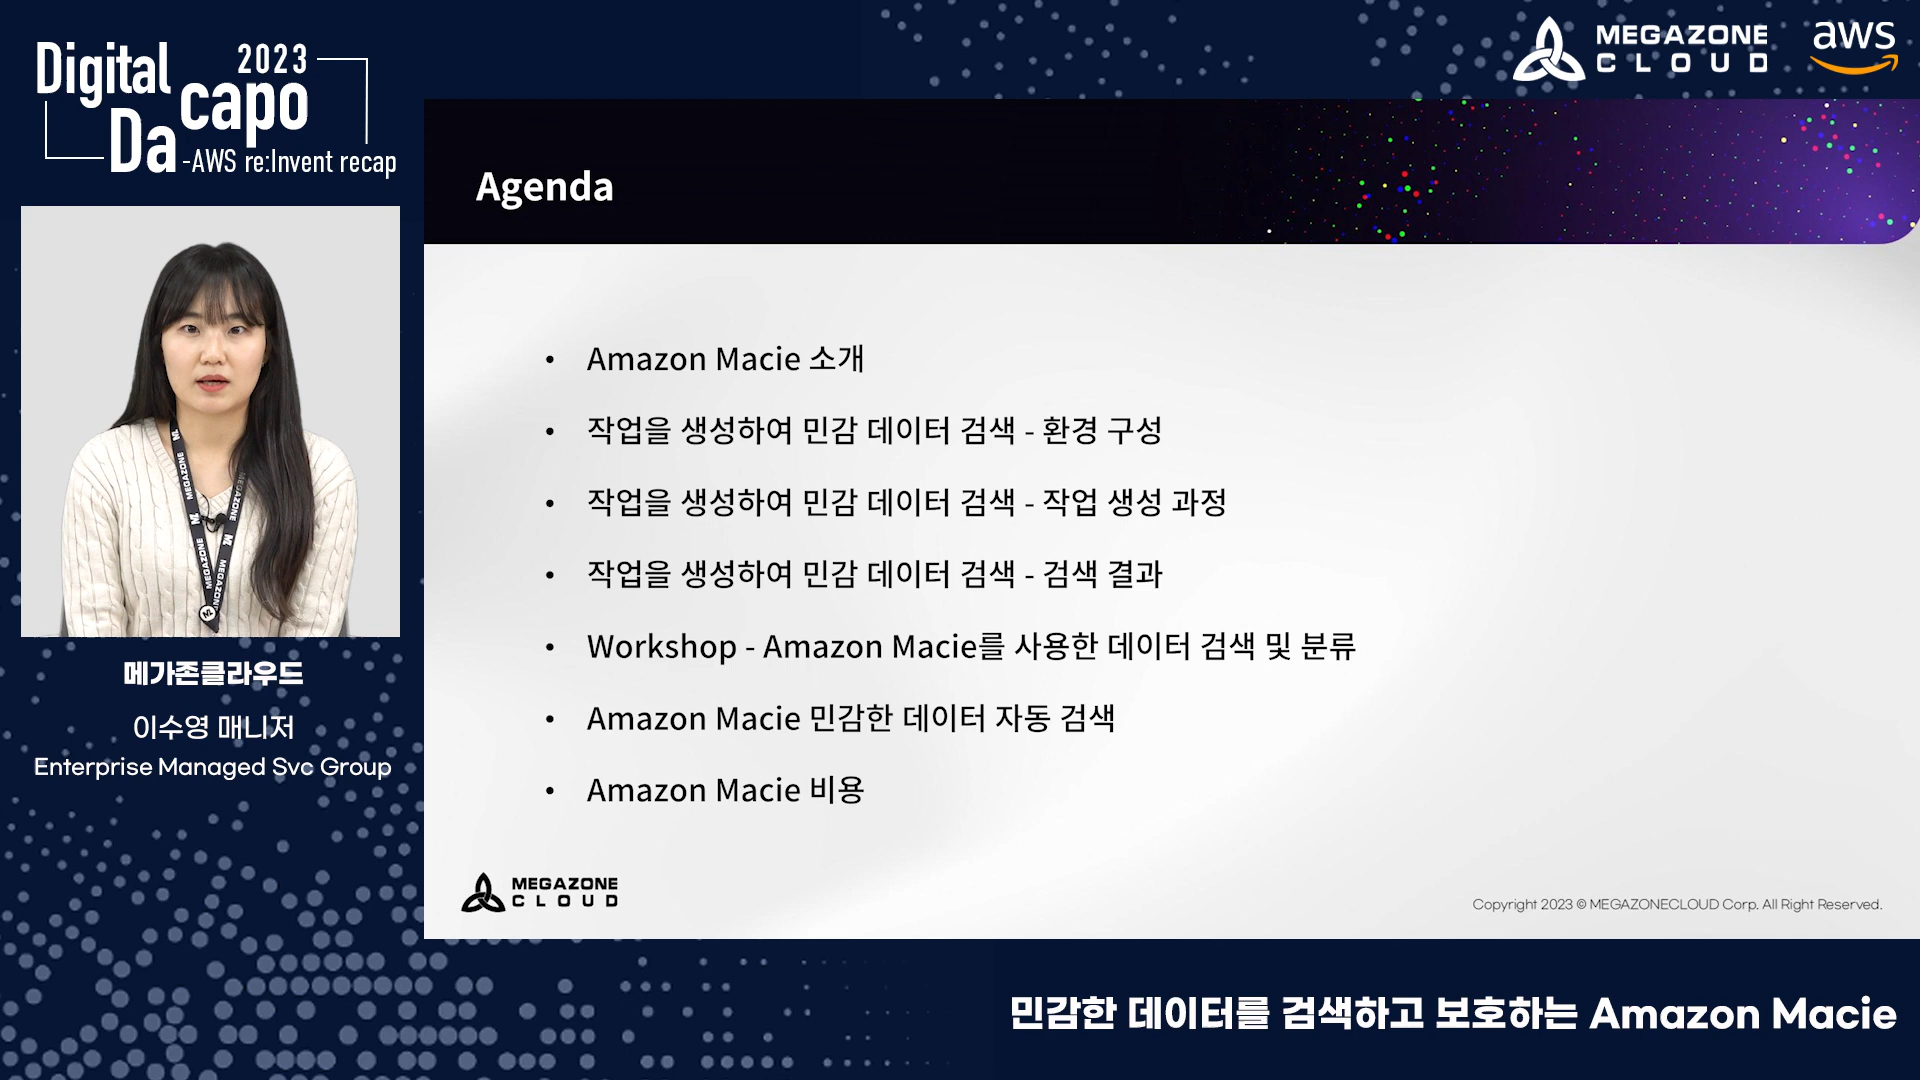 Digital
2023
capo
Da
-AWS re:Invent recap
MEGAZONE
CLOUD
aws
Agenda
• Amazon Macie 소개
• 작업을 생성하여 민감 데이터 검색 - 환경 구성
• 작업을 생성하여 민감 데이터 검색 - 작업 생성 과정
• 작업을 생성하여 민감 데이터 검색 - 검색 결과
• Workshop - Amazon Macie를 사용한 데이터 검색 및 분류
• Amazon Macie 민감한 데이터 자동 검색
• Amazon Macie 비용
MEGAZONE
MEGAZONE
MEGAZONE
MEGAZONE
메가존클라우드
이수영 매니저
Enterprise Managed Svc Group
MEGAZONE
CLOUD
Copyright 2023 © MEGAZONECLOUD Corp. All Right Reserved.
민감한 데이터를 검색하고 보호하는 Amazon Macie